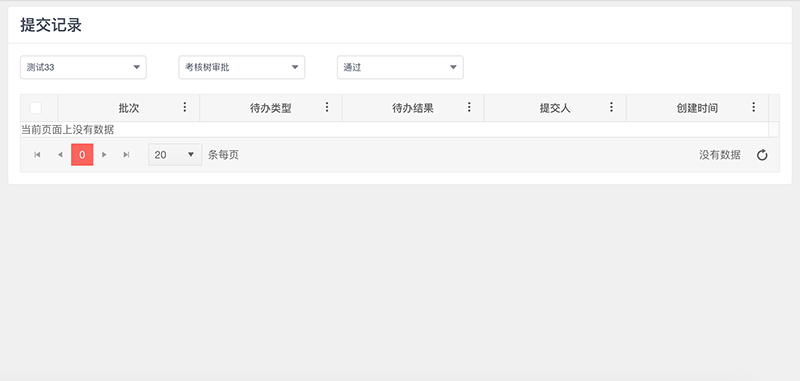 提交记录
测试33 考核树审批 通过
批次 待办类型 待办结果 提交人 创建时间
当前页面上没有数据
0 20 条每页 没有数据